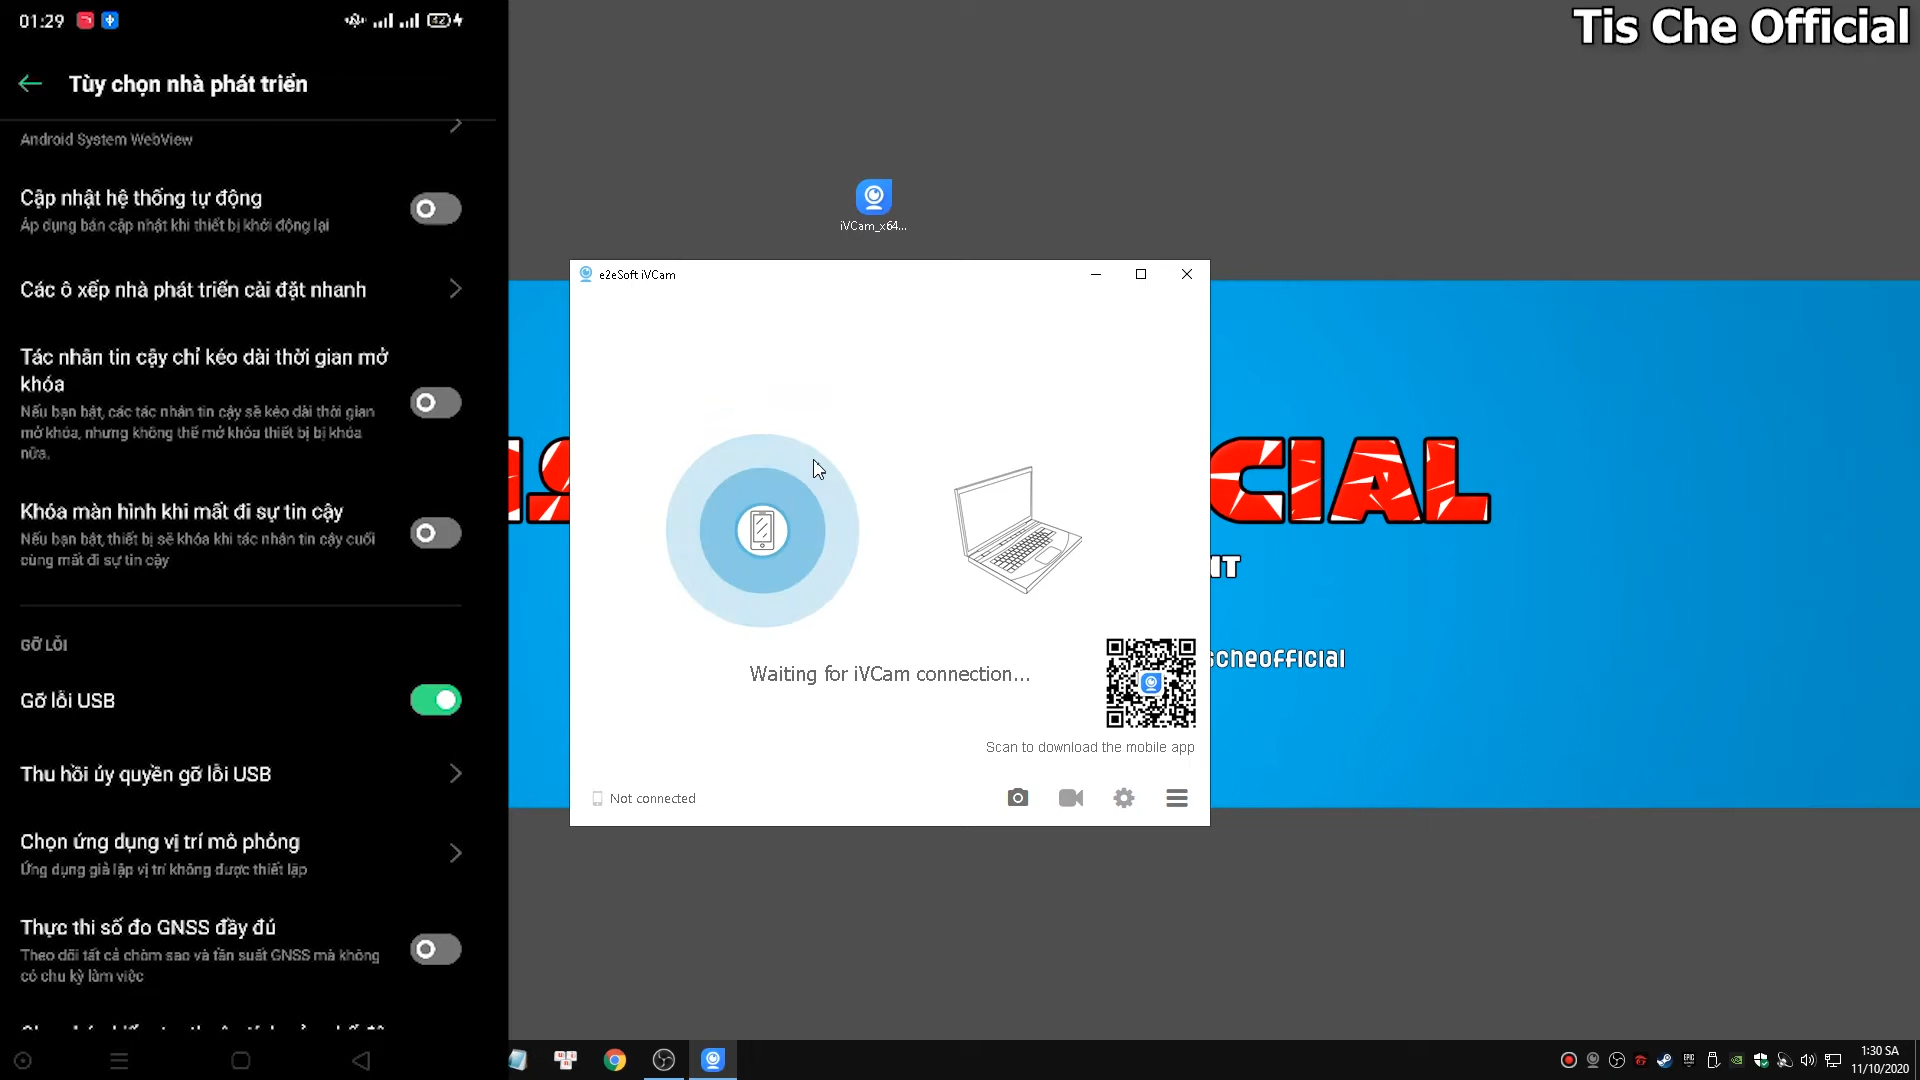 01:29
Tùy chọn nhà phát triển
Android System WebView
Cập nhật hệ thống tự động
Áp dụng bản cập nhật khi thiết bị khởi động lại
Các ô xếp nhà phát triển cài đặt nhanh
Tác nhân tin cậy chỉ kéo dài thời gian mở
khóa
Nếu bạn bật, các tác nhân tin cậy sẽ kéo dài thời gian
mở khóa, nhưng không thể mở khóa thiết bị bị khóa
nữa.
Khóa màn hình khi mất đi sự tin cậy
Nếu bạn bật, thiết bị sẽ khóa khi tác nhân tin cậy cuối
cùng mất đi sự tin cậy
GỠ LỖI
Gỡ lỗi USB
Thu hồi ủy quyền gỡ lỗi USB
Chọn ứng dụng vị trí mô phỏng
Ứng dụng giả lập vị trí không được thiết lập
Thực thi số đo GNSS đầy đủ
Theo dõi tất cả chòm sao và tần suất GNSS mà không
có chu kỳ làm việc
Tis Che Official
iVCam_x64...
e2eSoft iVCam
CIAL
scheofficial
Waiting for iVCam connection...
Scan to download the mobile app
Not connected
1:30 SA
11/10/2020